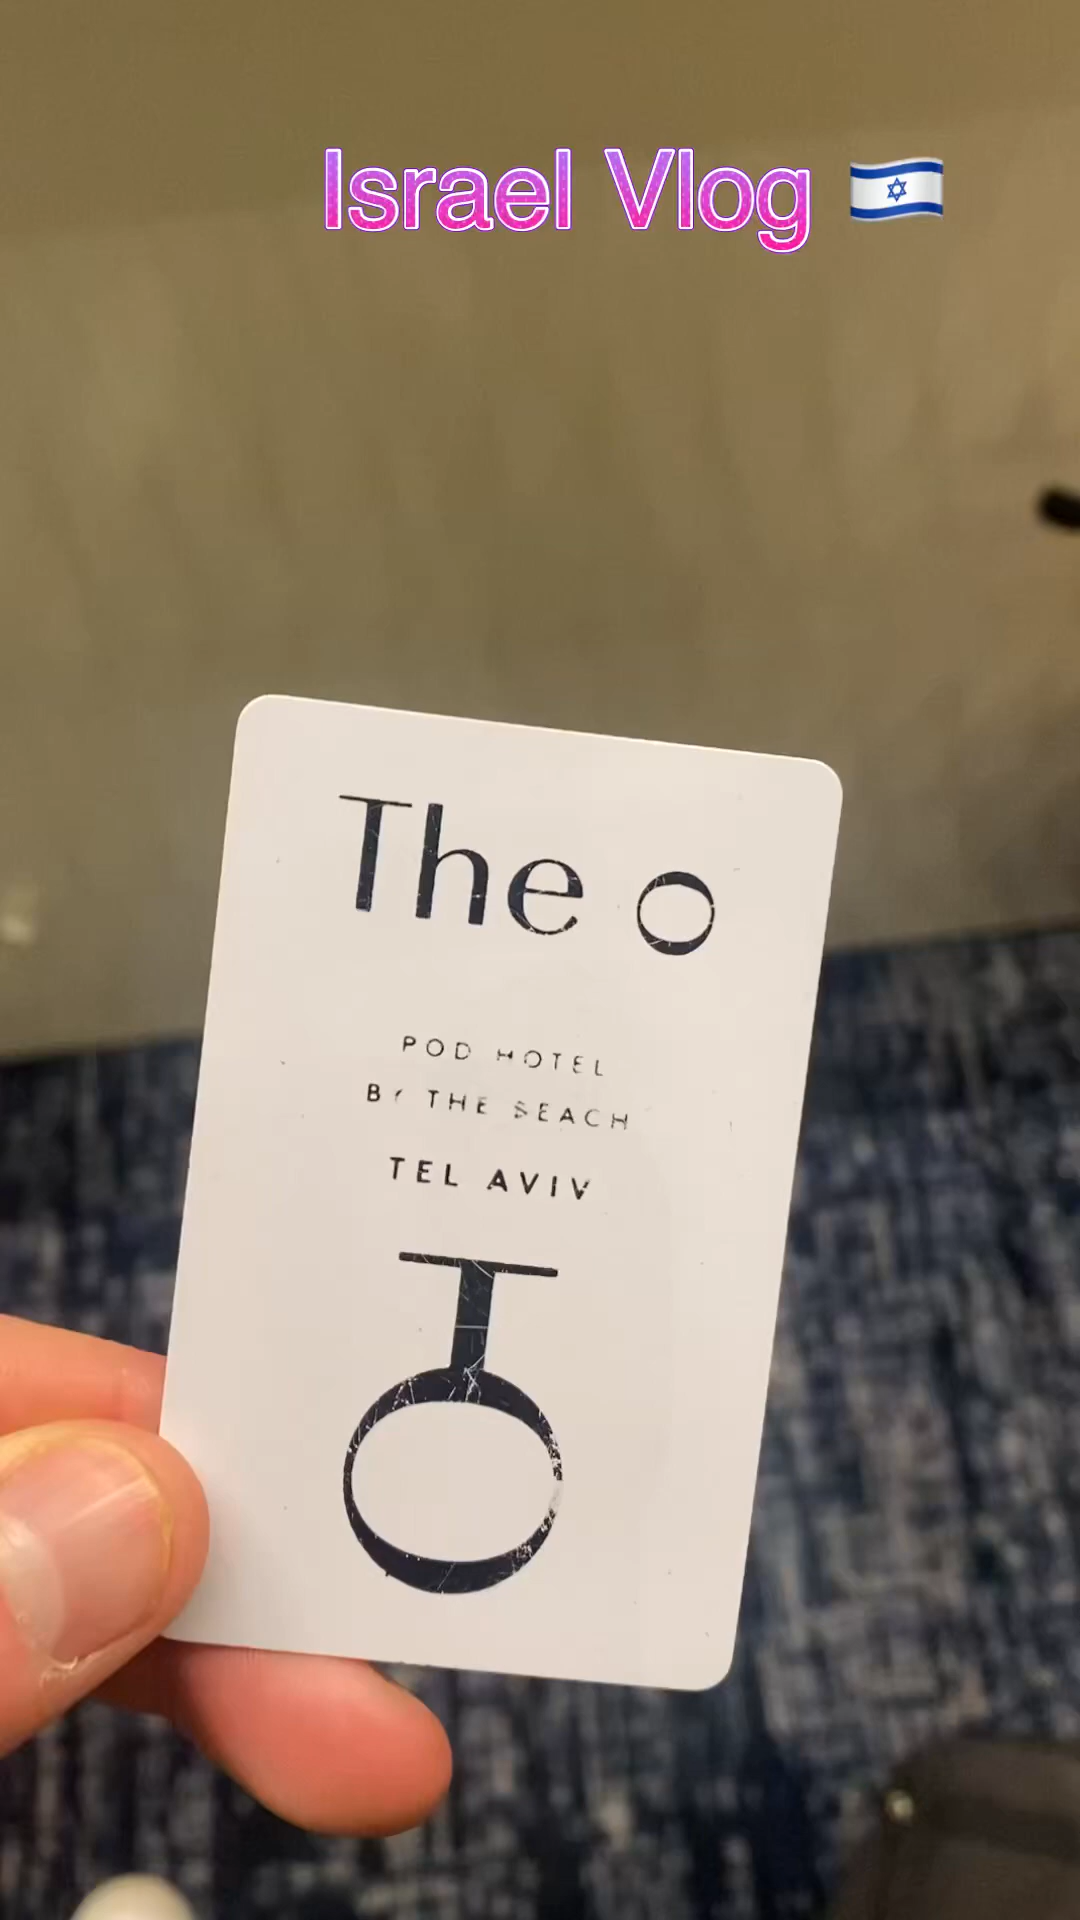 Israel Vlog 🇮🇱
The O
POD HOTEL
BY THE BEACH
TEL AVIV